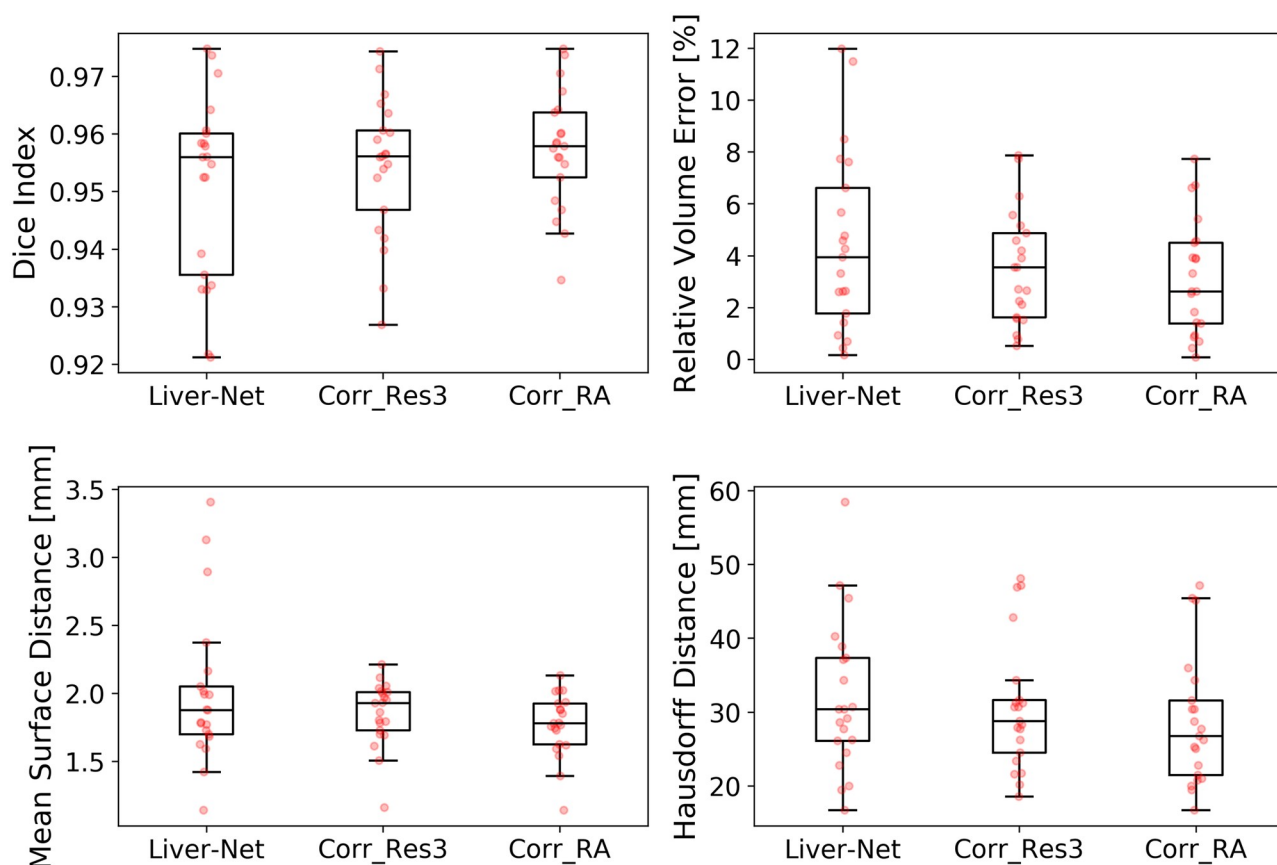 Dice Index
0.97
0.96
0.95
0.94
0.93
0.92
Liver-Net Corr_Res3 Corr_RA
Relative Volume Error [%]
12
10
8
6
4
2
0
Liver-Net Corr_Res3 Corr_RA
Mean Surface Distance [mm]
3.5
3.0
2.5
2.0
1.5
Liver-Net Corr_Res3 Corr_RA
Hausdorff Distance [mm]
60
50
40
30
20
Liver-Net Corr_Res3 Corr_RA